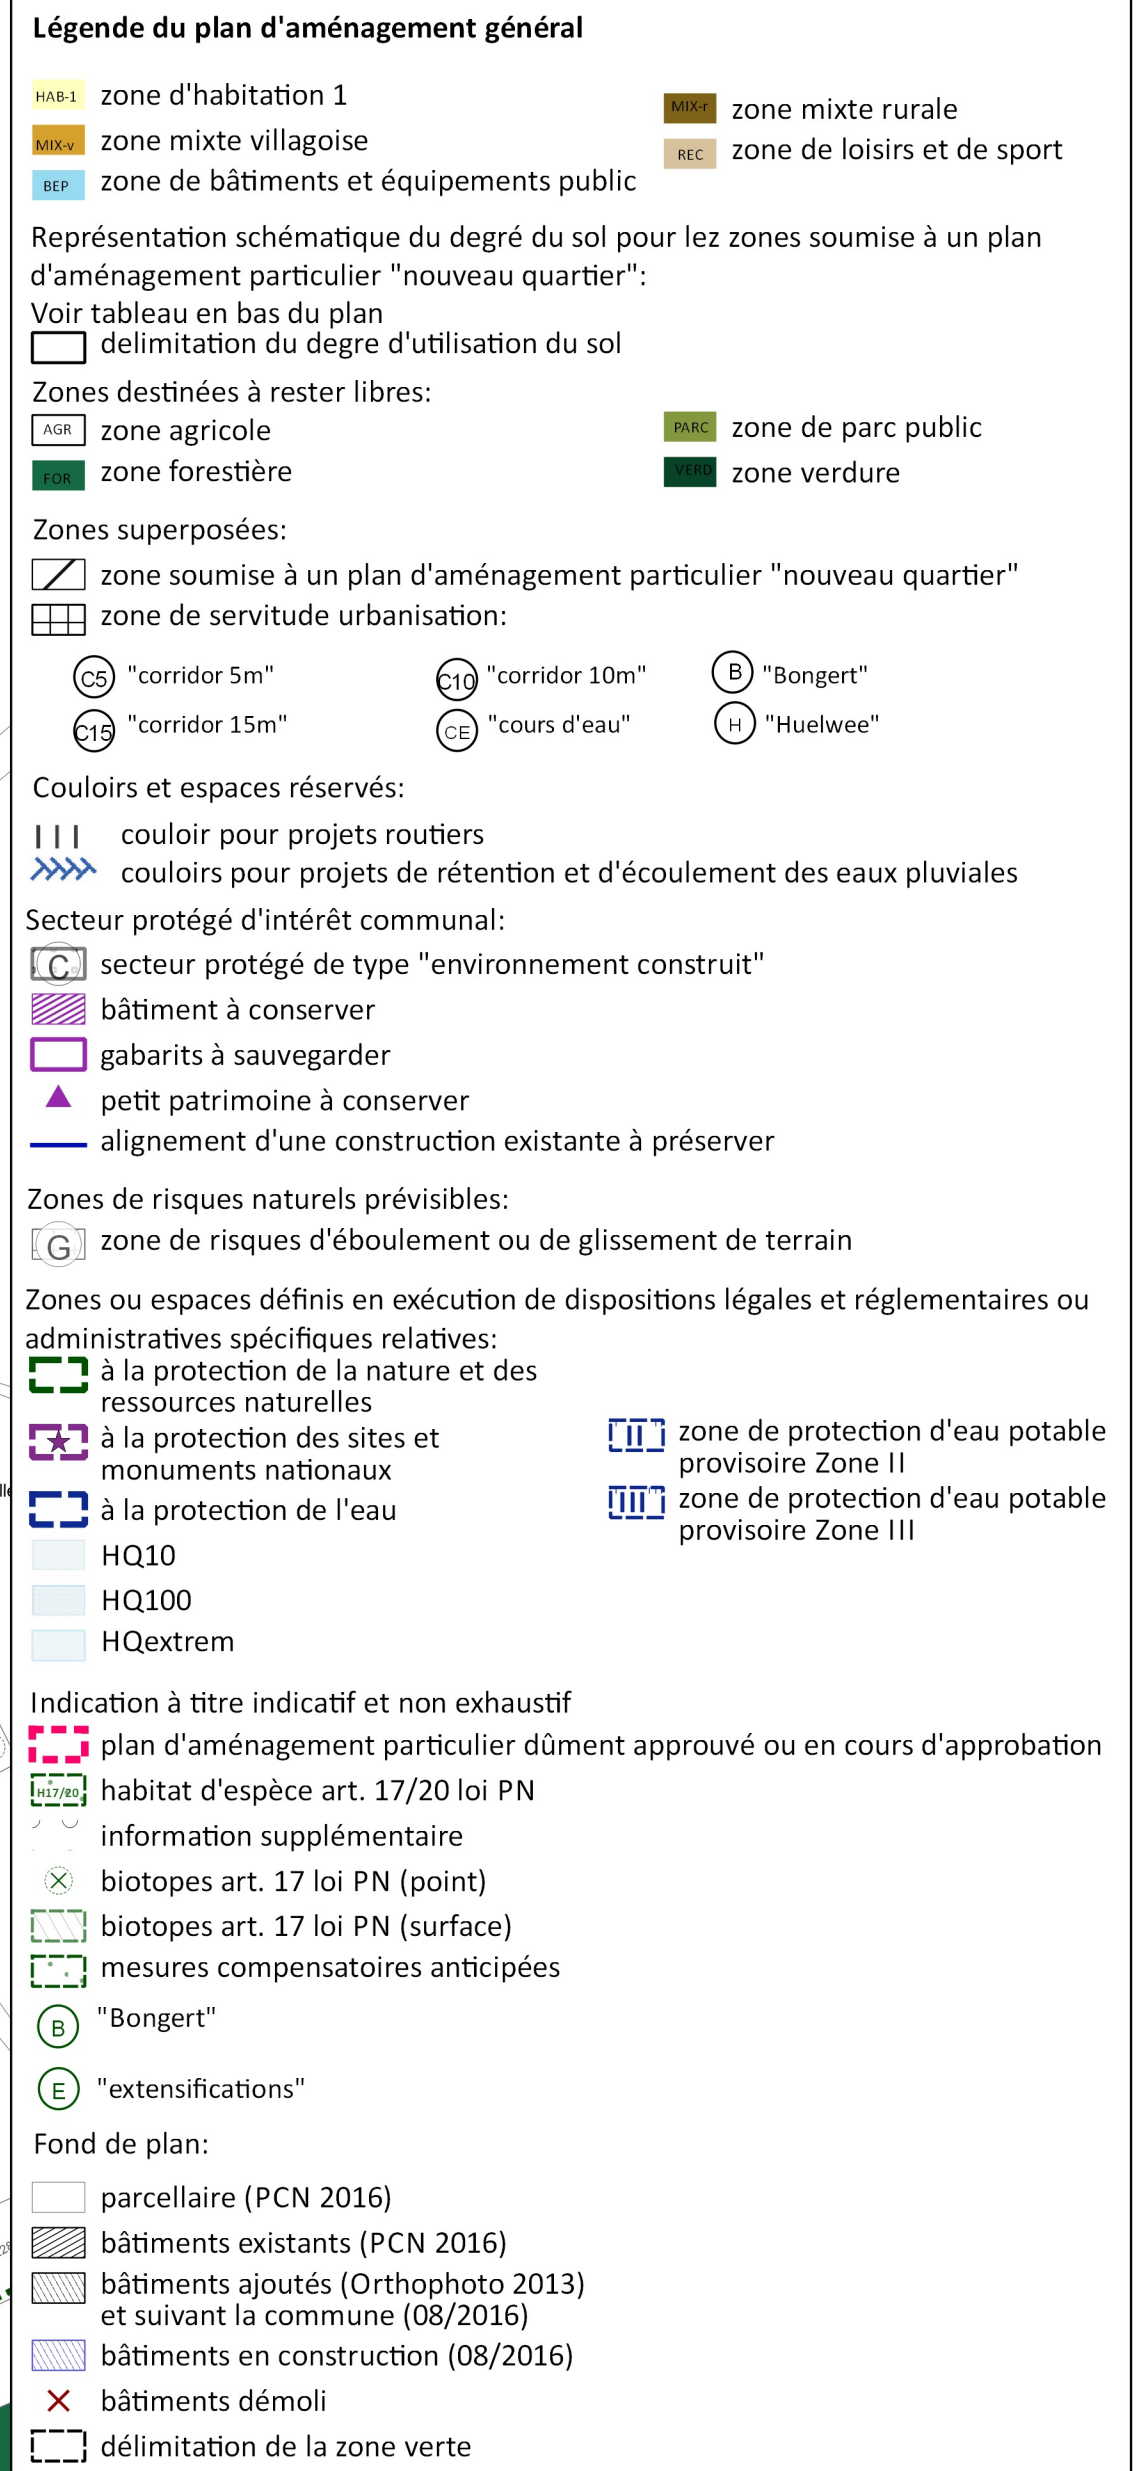 Légende du plan d'aménagement général
HAB-1 zone d'habitation 1
MIX-r zone mixte rurale
MIX-v zone mixte villagoise
REC zone de loisirs et de sport
BEP zone de bâtiments et équipements public
Représentation schématique du degré du sol pour lez zones soumise à un plan
d'aménagement particulier "nouveau quartier":
Voir tableau en bas du plan
delimitation du degre d'utilisation du sol
Zones destinées à rester libres:
AGR zone agricole
PARC zone de parc public
FOR zone forestière
VERD zone verdure
Zones superposées:
zone soumise à un plan d'aménagement particulier "nouveau quartier"
zone de servitude urbanisation:
C5 "corridor 5m" C10 "corridor 10m" B "Bongert"
C15 "corridor 15m" CE "cours d'eau" H "Huelwee"
Couloirs et espaces réservés:
couloir pour projets routiers
couloirs pour projets de rétention et d'écoulement des eaux pluviales
Secteur protégé d'intérêt communal:
C secteur protégé de type "environnement construit"
bâtiment à conserver
gabarits à sauvegarder
petit patrimoine à conserver
alignement d'une construction existante à préserver
Zones de risques naturels prévisibles:
G zone de risques d'éboulement ou de glissement de terrain
Zones ou espaces définis en exécution de dispositions légales et réglementaires ou
administratives spécifiques relatives:
à la protection de la nature et des
ressources naturelles
à la protection des sites et
monuments nationaux
II zone de protection d'eau potable
provisoire Zone II
à la protection de l'eau
III zone de protection d'eau potable
provisoire Zone III
HQ10
HQ100
HQextrem
Indication à titre indicatif et non exhaustif
plan d'aménagement particulier dûment approuvé ou en cours d'approbation
H17/20 habitat d'espèce art. 17/20 loi PN
information supplémentaire
biotopes art. 17 loi PN (point)
biotopes art. 17 loi PN (surface)
mesures compensatoires anticipées
B "Bongert"
E "extensifications"
Fond de plan:
parcellaire (PCN 2016)
bâtiments existants (PCN 2016)
bâtiments ajoutés (Orthophoto 2013)
et suivant la commune (08/2016)
bâtiments en construction (08/2016)
bâtiments démoli
délimitation de la zone verte